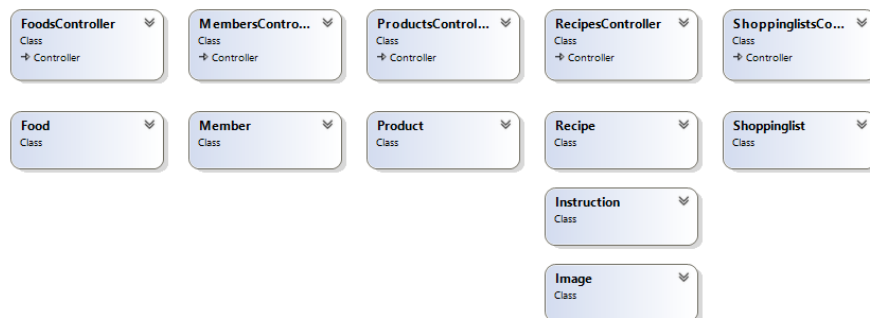 FoodsController
Class
Controller
MembersContro...
Class
Controller
ProductsControl...
Class
Controller
RecipesController
Class
Controller
ShoppinglistsCo...
Class
Controller
Food
Class
Member
Class
Product
Class
Recipe
Class
Shoppinglist
Class
Instruction
Class
Image
Class